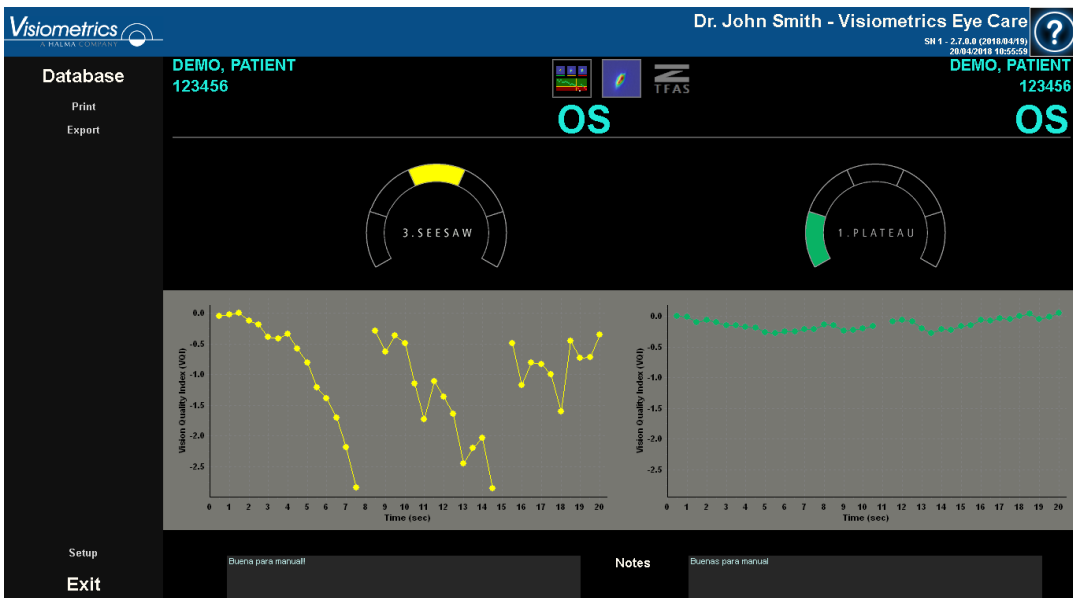 Visiometrics
A HALMA COMPANY
Dr. John Smith - Visiometrics Eye Care
SN 1 - 2.7.0.0 (2018/04/19)
20/04/2018 10:55:59
?
Database
Print
Export
DEMO, PATIENT
123456
TFAS
DEMO, PATIENT
123456
OS
OS
3.SEESAW
1.PLATEAU
Vision Quality Index (VQI)
0.0
-0.5
-1.0
-1.5
-2.0
-2.5
0 1 2 3 4 5 6 7 8 9 10 11 12 13 14 15 16 17 18 19 20
Time (sec)
Vision Quality Index (VQI)
0.0
-0.5
-1.0
-1.5
-2.0
-2.5
0 1 2 3 4 5 6 7 8 9 10 11 12 13 14 15 16 17 18 19 20
Time (sec)
Setup
Exit
Buena para manual!!
Notes
Buenas para manual